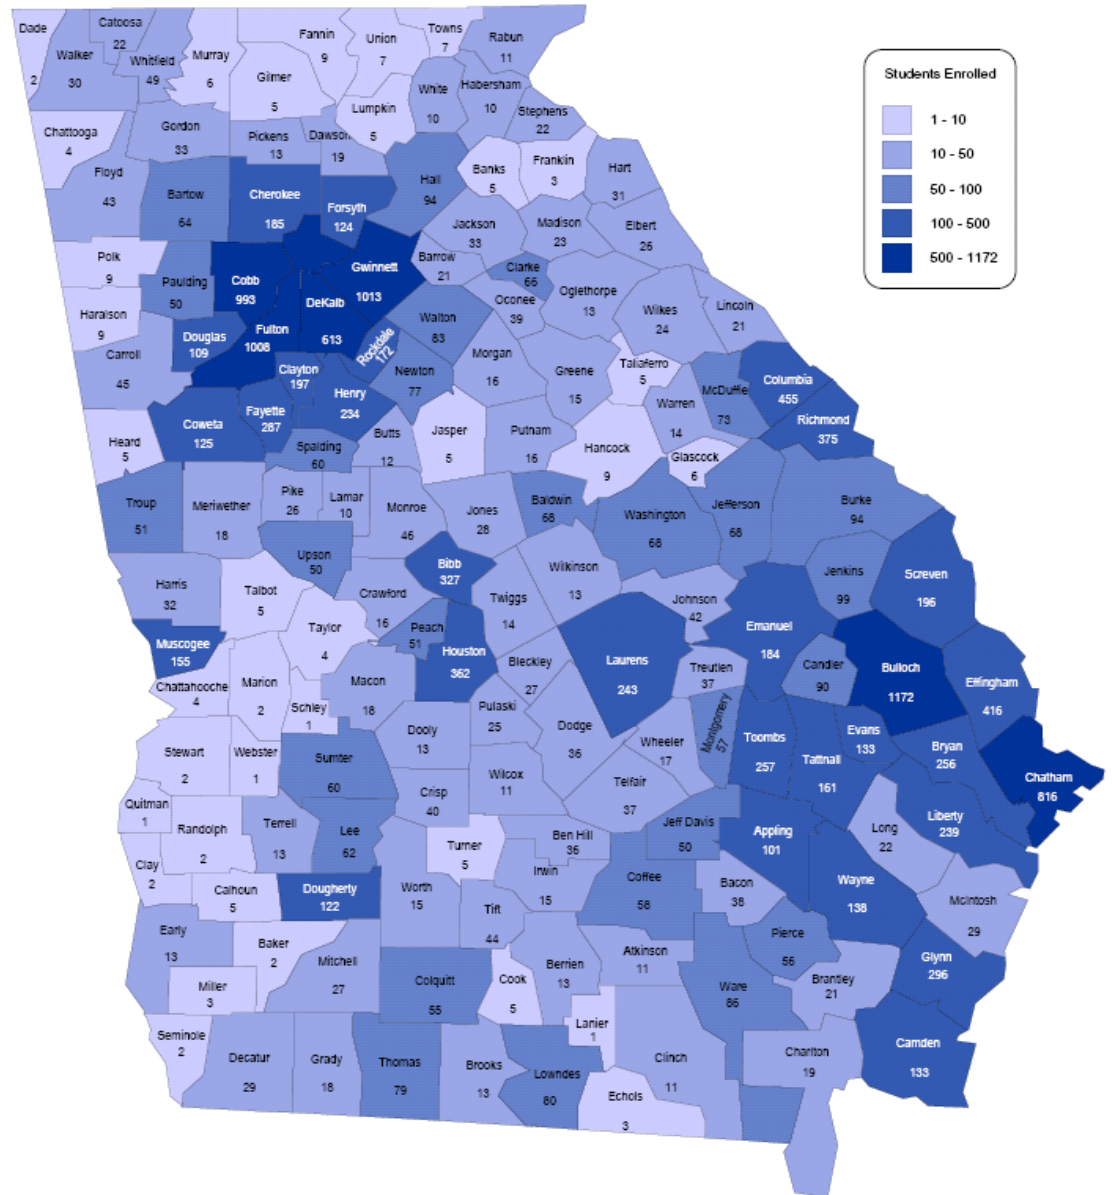 Dade
2
Catoosa
22
Walker
30
Whitfield
49
Murray
6
Fannin
9
Gilmer
5
Union
7
Towns
7
Rabun
11
White
10
Habersham
10
Stephens
22
Lumpkin
5
Chattooga
4
Gordon
33
Pickens
13
Dawson
19
Floyd
43
Bartow
64
Cherokee
185
Forsyth
124
Hall
94
Banks
5
Franklin
3
Hart
31
Jackson
33
Madison
23
Elbert
26
Polk
9
Paulding
50
Cobb
993
Gwinnett
1013
Barrow
21
Clarke
66
Oconee
39
Oglethorpe
13
Wilkes
24
Lincoln
21
Haralson
9
Douglas
109
Fulton
1008
DeKalb
613
Rockdale
172
Walton
83
Carroll
45
Clayton
197
Henry
234
Newton
77
Morgan
16
Greene
15
Taliaferro
5
Warren
14
McDuffie
73
Columbia
455
Richmond
375
Heard
5
Coweta
125
Fayette
287
Spalding
60
Butts
12
Jasper
5
Putnam
16
Hancock
9
Glascock
6
Troup
51
Meriwether
18
Pike
26
Lamar
10
Monroe
46
Jones
28
Baldwin
68
Washington
68
Jefferson
68
Burke
94
Upson
50
Bibb
327
Wilkinson
13
Harris
32
Talbot
5
Crawford
16
Twiggs
14
Johnson
42
Jenkins
99
Screven
196
Muscogee
155
Taylor
4
Peach
51
Houston
362
Bleckley
27
Laurens
243
Treutlen
37
Emanuel
184
Candler
90
Bulloch
1172
Effingham
416
Chattahooche
4
Marion
2
Schley
1
Macon
18
Pulaski
25
Dodge
36
Dooly
13
Wheeler
17
Montgomery
57
Toombs
257
Tattnall
161
Evans
133
Bryan
256
Chatham
816
Stewart
2
Webster
1
Sumter
60
Crisp
40
Wilcox
11
Telfair
37
Quitman
1
Randolph
2
Terrell
13
Lee
62
Turner
5
Ben Hill
36
Jeff Davis
50
Appling
101
Long
22
Liberty
239
Clay
2
Calhoun
5
Dougherty
122
Worth
15
Irwin
15
Tift
44
Coffee
58
Bacon
38
Wayne
138
McIntosh
29
Early
13
Baker
2
Mitchell
27
Miller
3
Colquitt
55
Cook
5
Berrien
13
Atkinson
11
Ware
86
Pierce
56
Brantley
21
Glynn
296
Seminole
2
Decatur
29
Grady
18
Thomas
79
Brooks
13
Lowndes
80
Lanier
1
Clinch
11
Echols
3
Charlton
19
Camden
133
Students Enrolled
1 - 10
10 - 50
50 - 100
100 - 500
500 - 1172